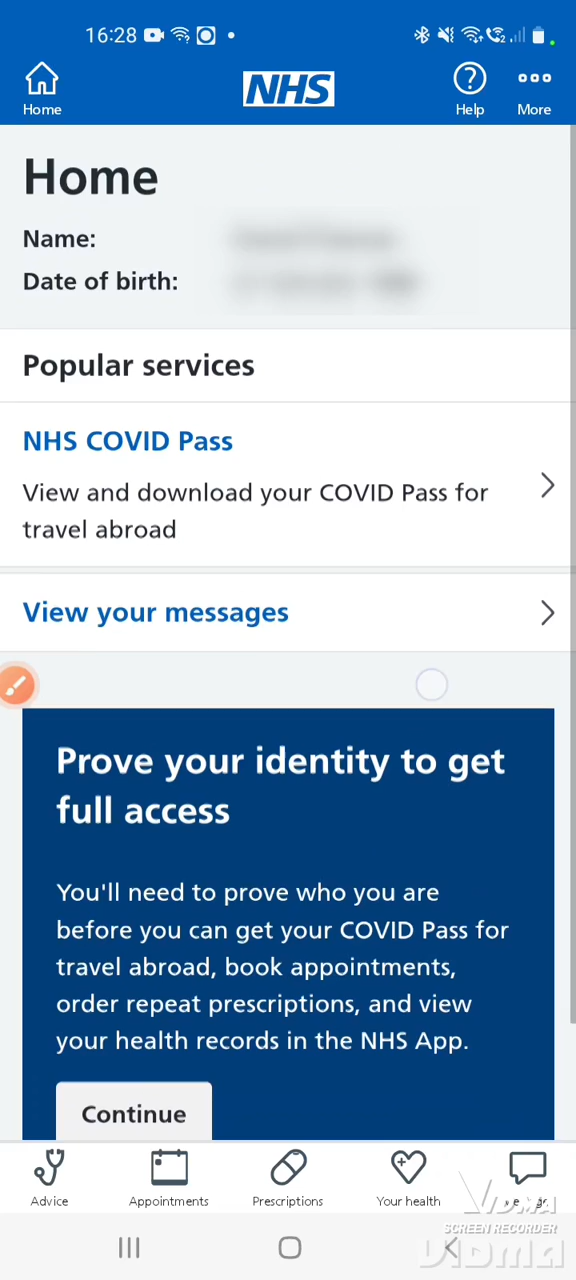 16:28
NHS
Home
Help
More
Home
Name:
Date of birth:
Popular services
NHS COVID Pass
View and download your COVID Pass for
travel abroad
View your messages
Prove your identity to get
full access
You'll need to prove who you are
before you can get your COVID Pass for
travel abroad, book appointments,
order repeat prescriptions, and view
your health records in the NHS App.
Continue
Advice
Appointments
Prescriptions
Your health
VIDMA
SCREEN RECORDER
Vidma